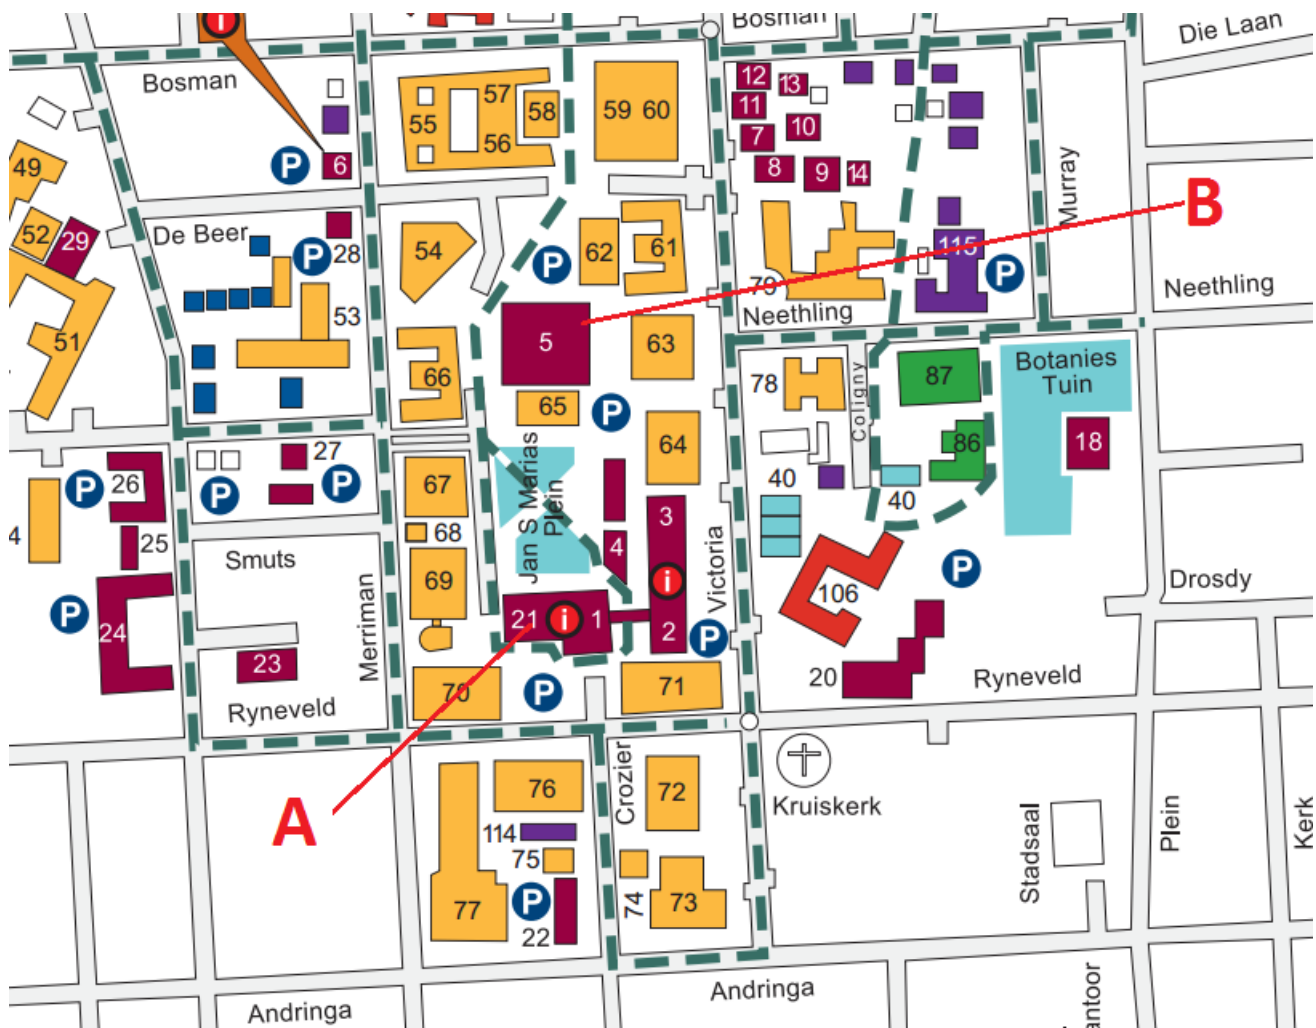 Bosman
Die Laan
i
Bosman
12
13
11
10
7
8
9
14
57
58
55
56
59 60
P
6
49
52
29
De Beer
P
28
54
P
62
61
B
Murray
115
P
79
Neethling
Neethling
53
51
5
63
66
65
P
78
Coligny
87
Botanies
Tuin
86
18
64
27
P
26
P
P
67
Jan S Marias
Plein
3
40
40
4
25
68
4
Smuts
69
Merriman
Victoria
i
106
P
Drosdy
P
24
21
i
1
2
P
23
20
Ryneveld
70
P
71
Ryneveld
A
Crozier
76
72
Kruiskerk
114
75
Stadsaal
Plein
Kerk
77
P
22
74
73
Andringa
Andringa
antoor